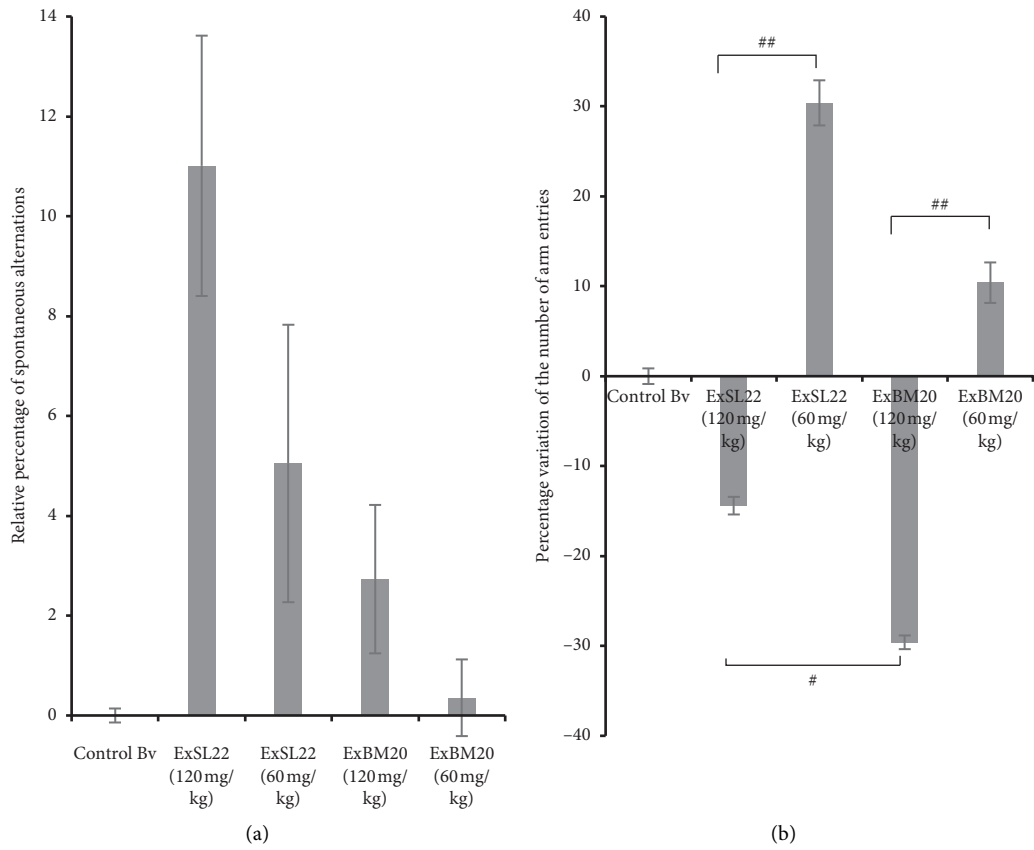 Relative percentage of spontaneous alternations
14
12
10
8
6
4
2
0
Control Bv
ExSL22
(120 mg/
kg)
ExSL22
(60 mg/
kg)
ExBM20
(120 mg/
kg)
ExBM20
(60 mg/
kg)
(a)
Percentage variation of the number of arm entries
40
30
20
10
0
−10
−20
−30
−40
##
##
#
Control Bv
ExSL22
(120 mg/
kg)
ExSL22
(60 mg/
kg)
ExBM20
(120 mg/
kg)
ExBM20
(60 mg/
kg)
(b)